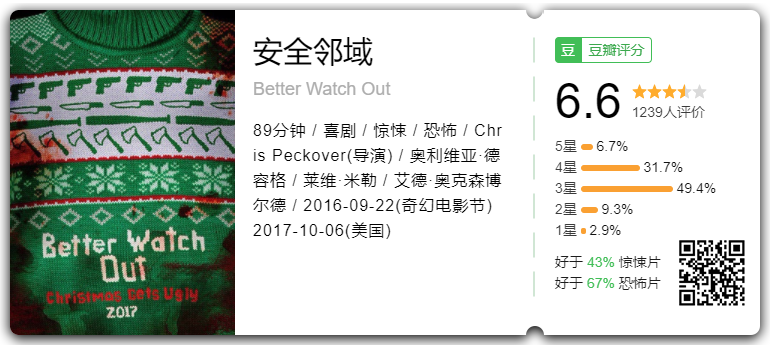 Better Watch
Out
Christmas Gets Ugly
2017
安全邻域
Better Watch Out
89分钟 / 喜剧 / 惊悚 / 恐怖 / Chr
is Peckover(导演) / 奥利维亚·德
容格 / 莱维·米勒 / 艾德·奥克森博
尔德 / 2016-09-22(奇幻电影节)
2017-10-06(美国)
豆 豆瓣评分
6.6
1239人评价
5星 6.7%
4星 31.7%
3星 49.4%
2星 9.3%
1星 2.9%
好于 43% 惊悚片
好于 67% 恐怖片